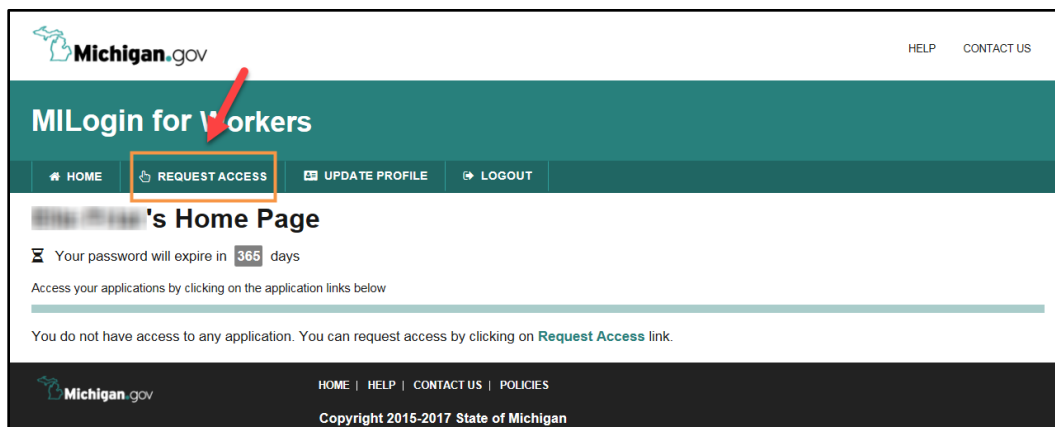 Michigan.gov
HELP CONTACT US
MILogin for Workers
HOME REQUEST ACCESS UPDATE PROFILE LOGOUT
's Home Page
Your password will expire in 365 days
Access your applications by clicking on the application links below
You do not have access to any application. You can request access by clicking on Request Access link.
Michigan.gov
HOME | HELP | CONTACT US | POLICIES
Copyright 2015-2017 State of Michigan